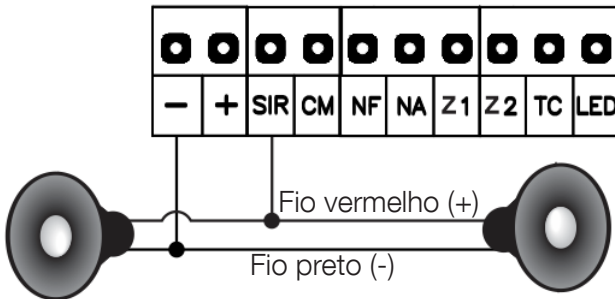 − + SIR CM NF NA Z1 Z2 TC LED
Fio vermelho (+)
Fio preto (-)